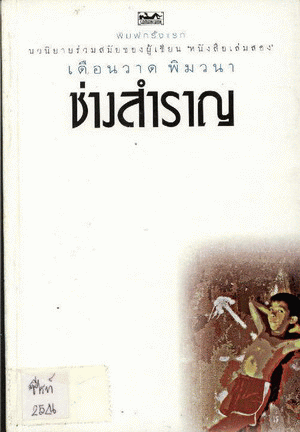 พิมพ์ครั้งแรก
นวนิยายร่วมสมัยของผู้เขียน 'หนังสือเล่มสอง'
เดือนวาด พิมวนา
ช่างสำราญ